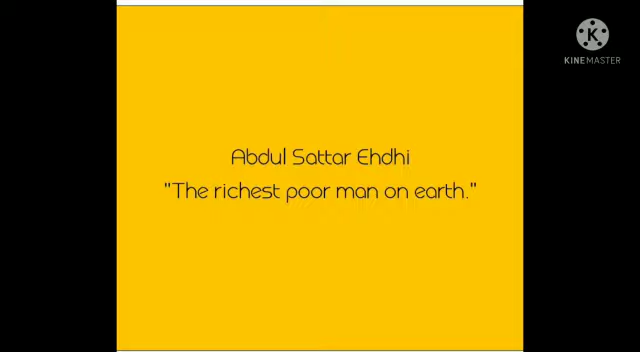 KINEMASTER
Abdul Sattar Ehdhi
"The richest poor man on earth."